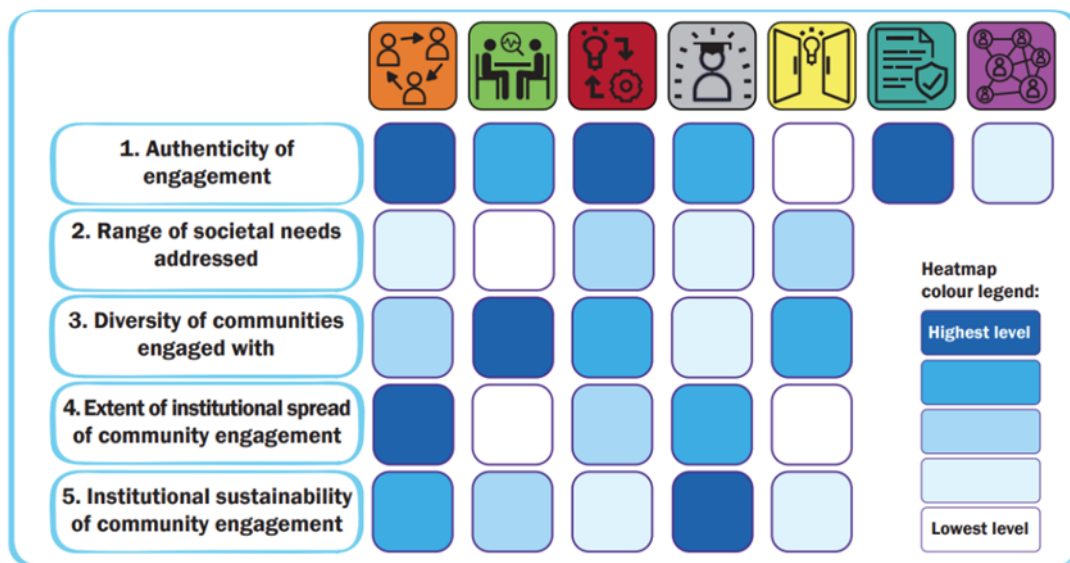 1. Authenticity of
engagement
2. Range of societal needs
addressed
3. Diversity of communities
engaged with
4. Extent of institutional spread
of community engagement
5. Institutional sustainability
of community engagement
Heatmap
colour legend:
Highest level
Lowest level